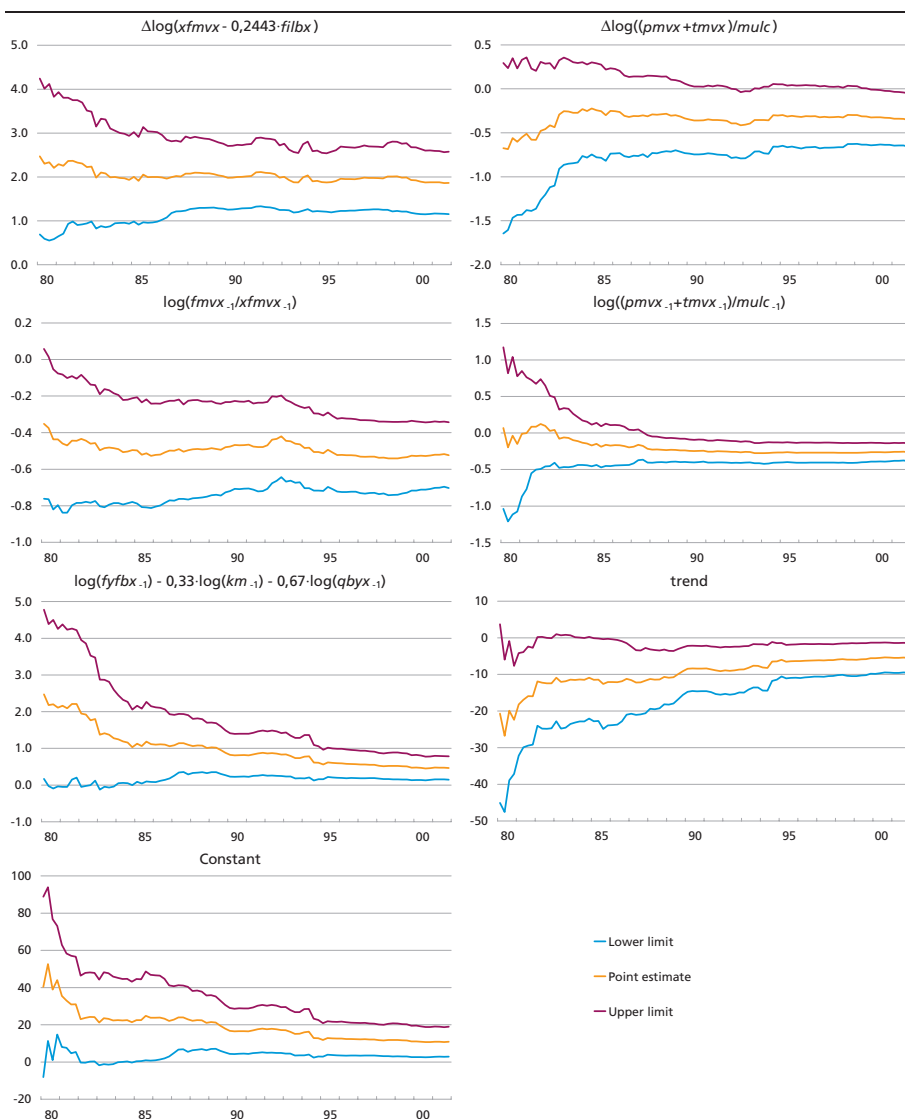 Δlog(xfmvx - 0,2443·filbx)
5.0
4.0
3.0
2.0
1.0
0.0
80 85 90 95 00
Δlog((pmvx+tmvx)/mulc)
0.5
0.0
-0.5
-1.0
-1.5
-2.0
80 85 90 95 00
log(fmvx₋₁/xfmvx₋₁)
0.2
0.0
-0.2
-0.4
-0.6
-0.8
-1.0
80 85 90 95 00
log((pmvx₋₁+tmvx₋₁)/mulc₋₁)
1.5
1.0
0.5
0.0
-0.5
-1.0
-1.5
80 85 90 95 00
log(fyfbx₋₁) - 0,33·log(km₋₁) - 0,67·log(qbyx₋₁)
5.0
4.0
3.0
2.0
1.0
0.0
-1.0
80 85 90 95 00
trend
10
0
-10
-20
-30
-40
-50
80 85 90 95 00
Constant
100
80
60
40
20
0
-20
80 85 90 95 00
Lower limit
Point estimate
Upper limit